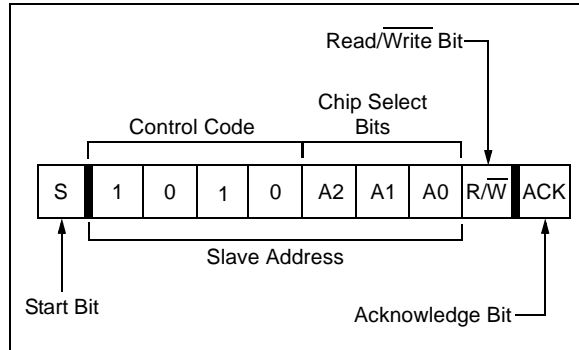 Read/Write Bit
Chip Select
Bits
Control Code
S 1 0 1 0 A2 A1 A0 R/W ACK
Slave Address
Start Bit
Acknowledge Bit